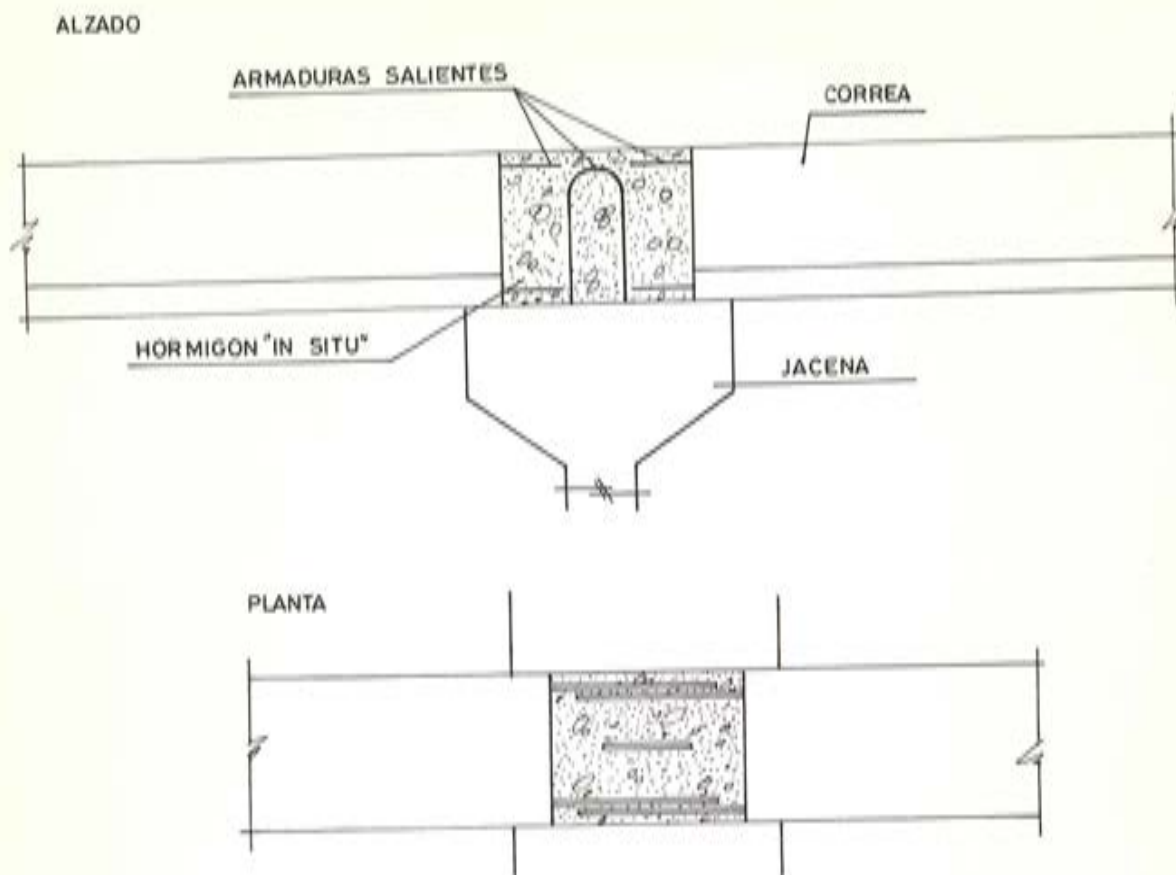 ALZADO
ARMADURAS SALIENTES
CORREA
HORMIGON "IN SITU"
JACENA
PLANTA